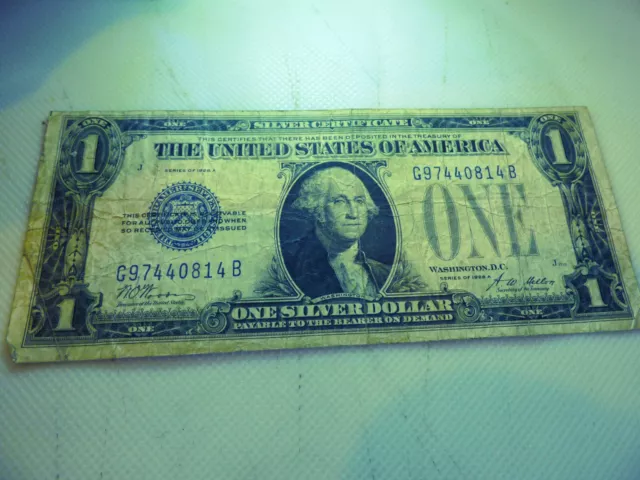 ONE SILVER CERTIFICATE ONE
1 THIS CERTIFIES THAT THERE HAS BEEN DEPOSITED IN THE TREASURY OF 1
THE UNITED STATES OF AMERICA
J
SERIES OF 1928 A
G97440814B
THIS CERTIFICATE IS RECEIVABLE
FOR ALL PUBLIC DUES AND WHEN
SO RECEIVED MAY BE REISSUED
ONE
WASHINGTON, D.C.
J
G97440814B
SERIES OF 1928 A
WASHINGTON
1 ONE SILVER DOLLAR 1
PAYABLE TO THE BEARER ON DEMAND
ONE ONE